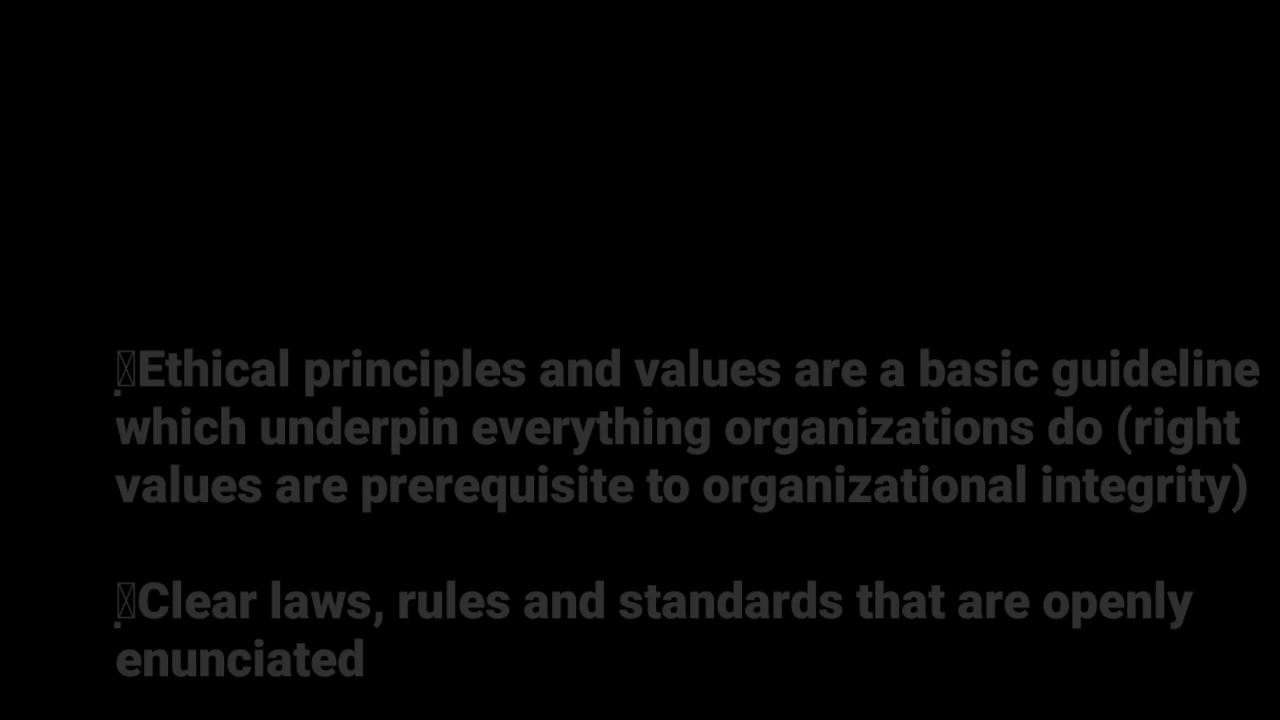 Ethical principles and values are a basic guideline
which underpin everything organizations do (right
values are prerequisite to organizational integrity)
Clear laws, rules and standards that are openly
enunciated